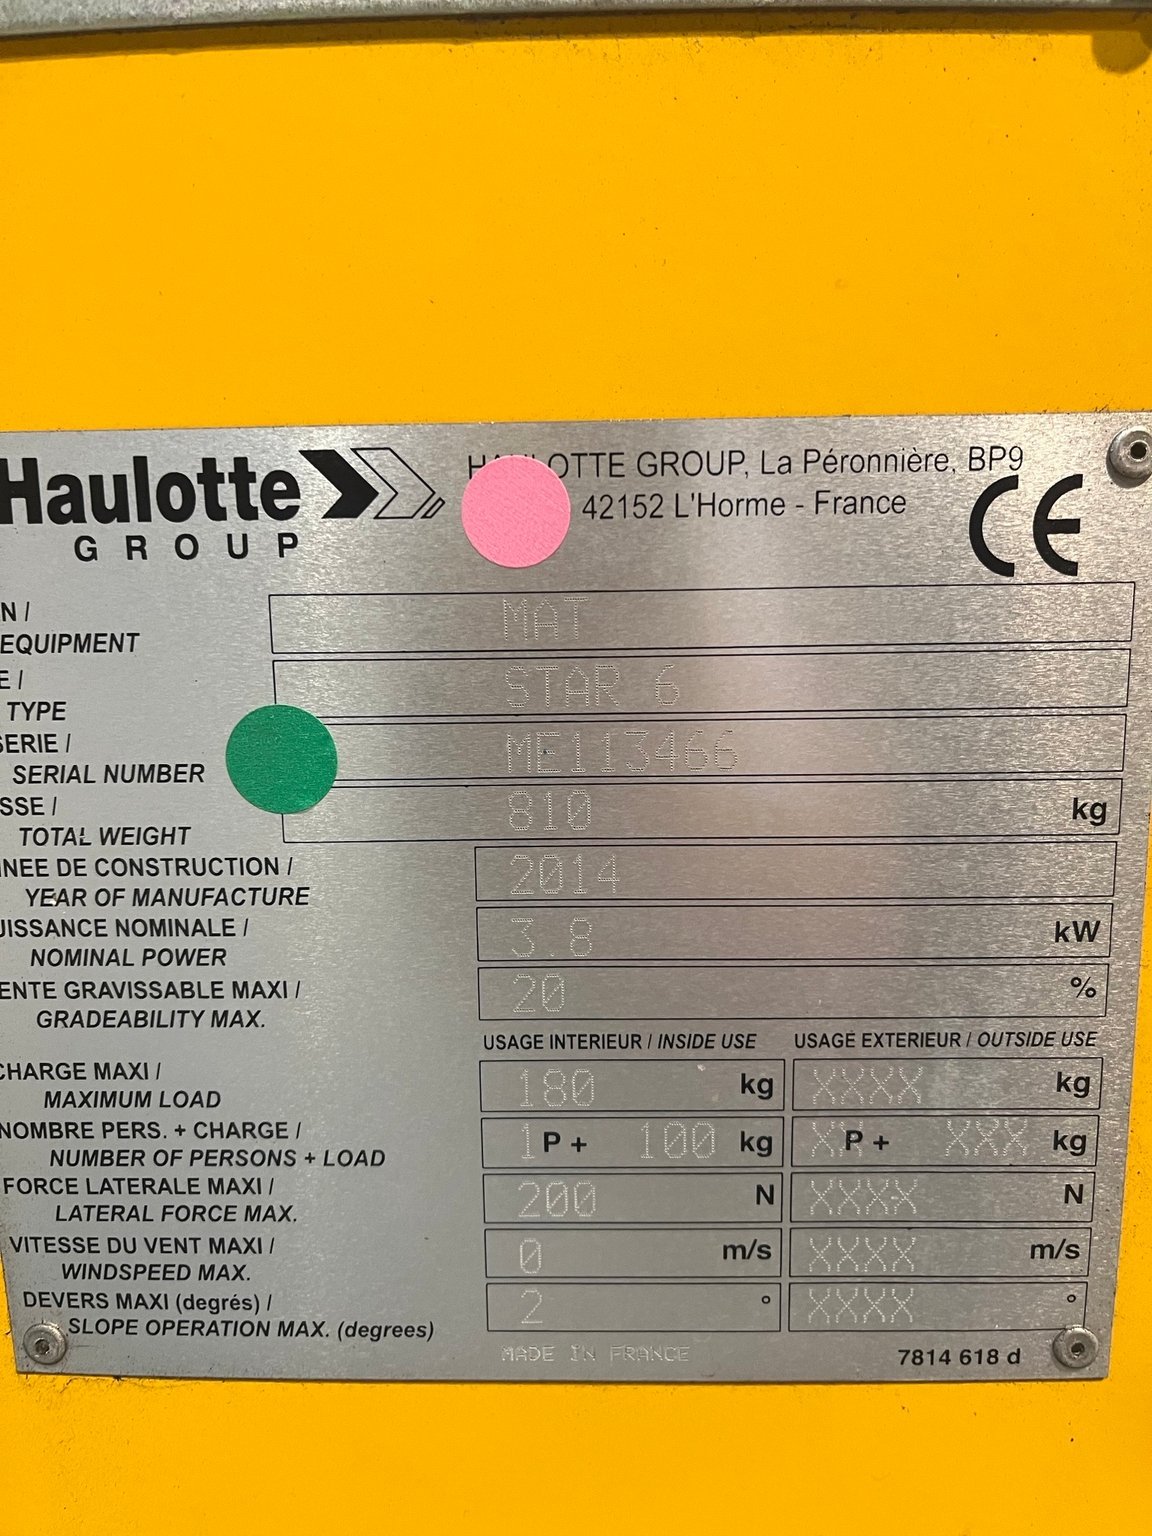 Haulotte
GROUP
HAULOTTE GROUP, La Péronnière, BP9
42152 L'Horme - France
CE
N /
EQUIPMENT
MAT
E /
TYPE
STAR 6
SERIE /
SERIAL NUMBER
ME113466
SSE /
TOTAL WEIGHT
810 kg
NEE DE CONSTRUCTION /
YEAR OF MANUFACTURE
2014
UISSANCE NOMINALE /
NOMINAL POWER
3.8 kW
ENTE GRAVISSABLE MAXI /
GRADEABILITY MAX.
20 %
USAGE INTERIEUR / INSIDE USE
USAGE EXTERIEUR / OUTSIDE USE
CHARGE MAXI /
MAXIMUM LOAD
180 kg
XXXX kg
NOMBRE PERS. + CHARGE /
NUMBER OF PERSONS + LOAD
1 P + 100 kg
XX P + XXX kg
FORCE LATERALE MAXI /
LATERAL FORCE MAX.
200 N
XXXX N
VITESSE DU VENT MAXI /
WINDSPEED MAX.
0 m/s
XXXX m/s
DEVERS MAXI (degrés) /
SLOPE OPERATION MAX. (degrees)
2 °
XXXX °
MADE IN FRANCE
7814 618 d